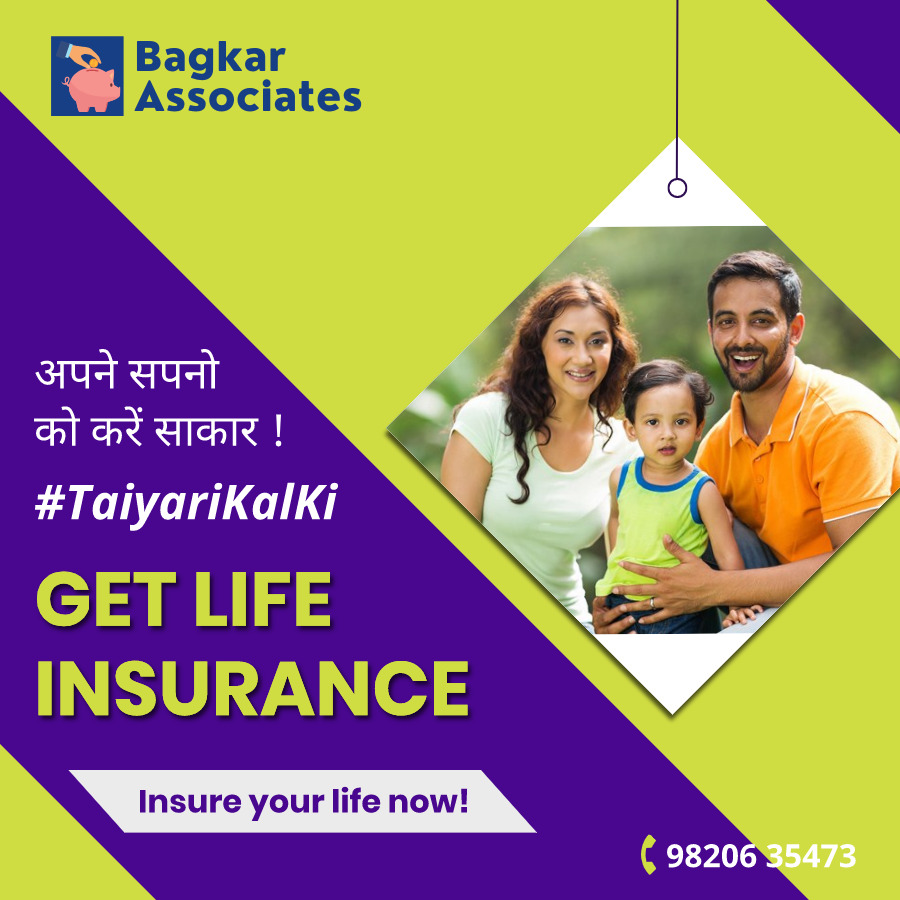 Bagkar
Associates
अपने सपनो
को करें साकार !
#TaiyariKalKi
GET LIFE
INSURANCE
Insure your life now!
98206 35473